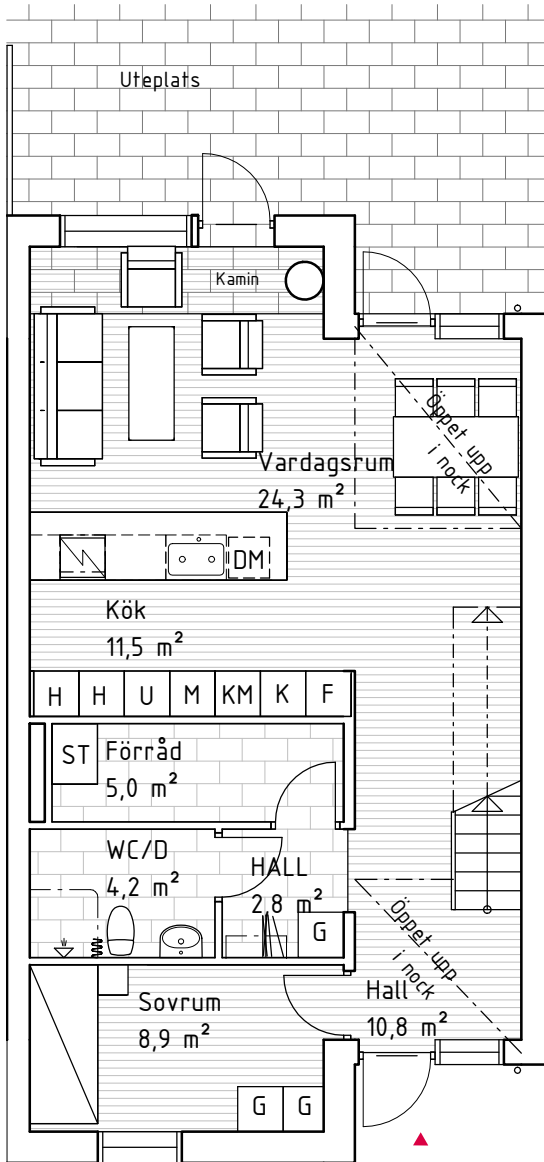 Uteplats
Kamin
Öppet upp
i nock
Vardagsrum
24,3 m²
DM
Kök
11,5 m²
H H U M KM K F
ST
Förråd
5,0 m²
WC/D
4,2 m²
HALL
2,8 m²
G
Öppet upp
i nock
Hall
10,8 m²
Sovrum
8,9 m²
G G